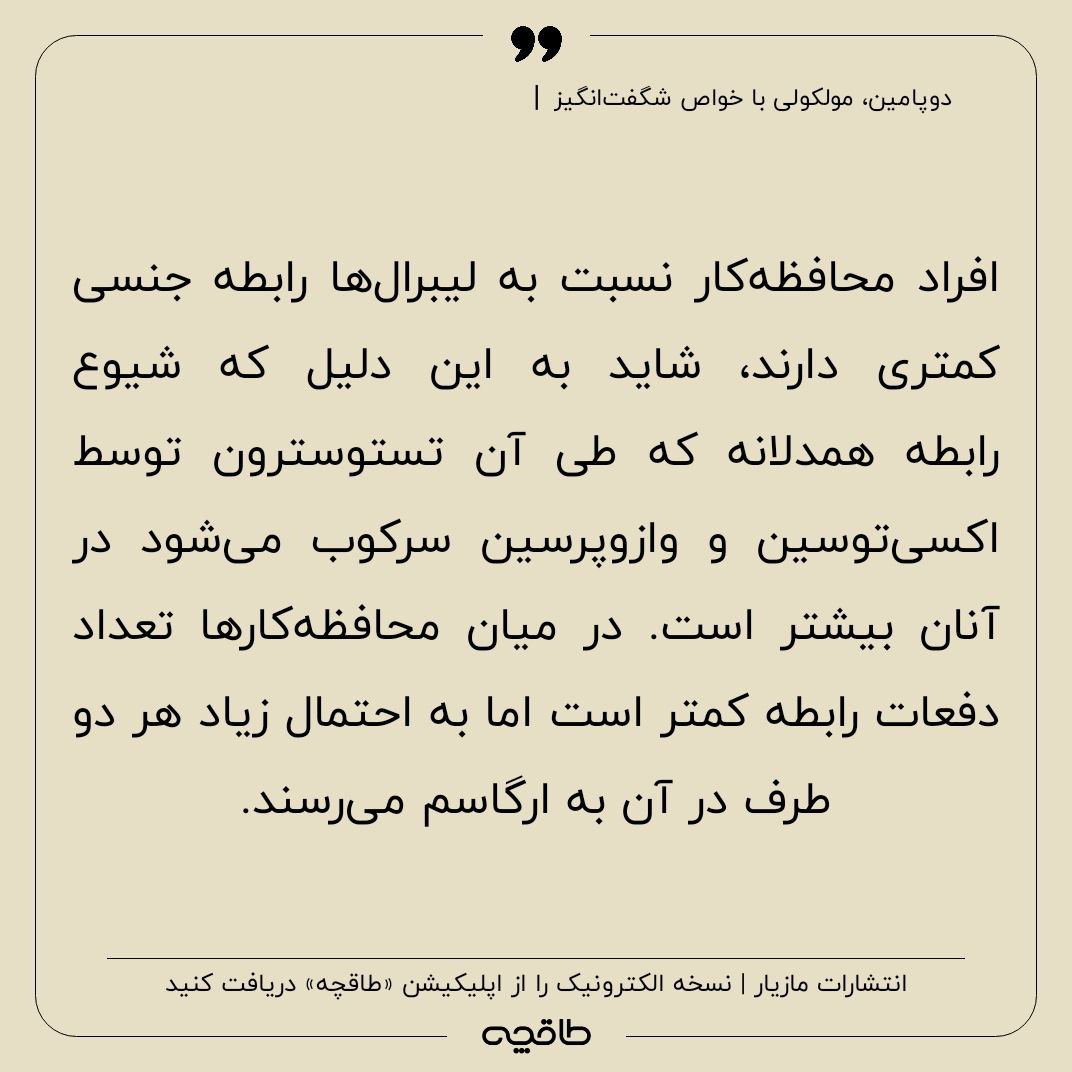 دوپامین، مولکولی با خواص شگفت‌انگیز |
افراد محافظه‌کار نسبت به لیبرال‌ها رابطه جنسی
کمتری دارند، شاید به این دلیل که شیوع
رابطه همدلانه که طی آن تستوسترون توسط
اکسی‌توسین و وازوپرسین سرکوب می‌شود در
آنان بیشتر است. در میان محافظه‌کارها تعداد
دفعات رابطه کمتر است اما به احتمال زیاد هر دو
طرف در آن به ارگاسم می‌رسند.
انتشارات مازیار | نسخه الکترونیک را از اپلیکیشن «طاقچه» دریافت کنید
طاقچه